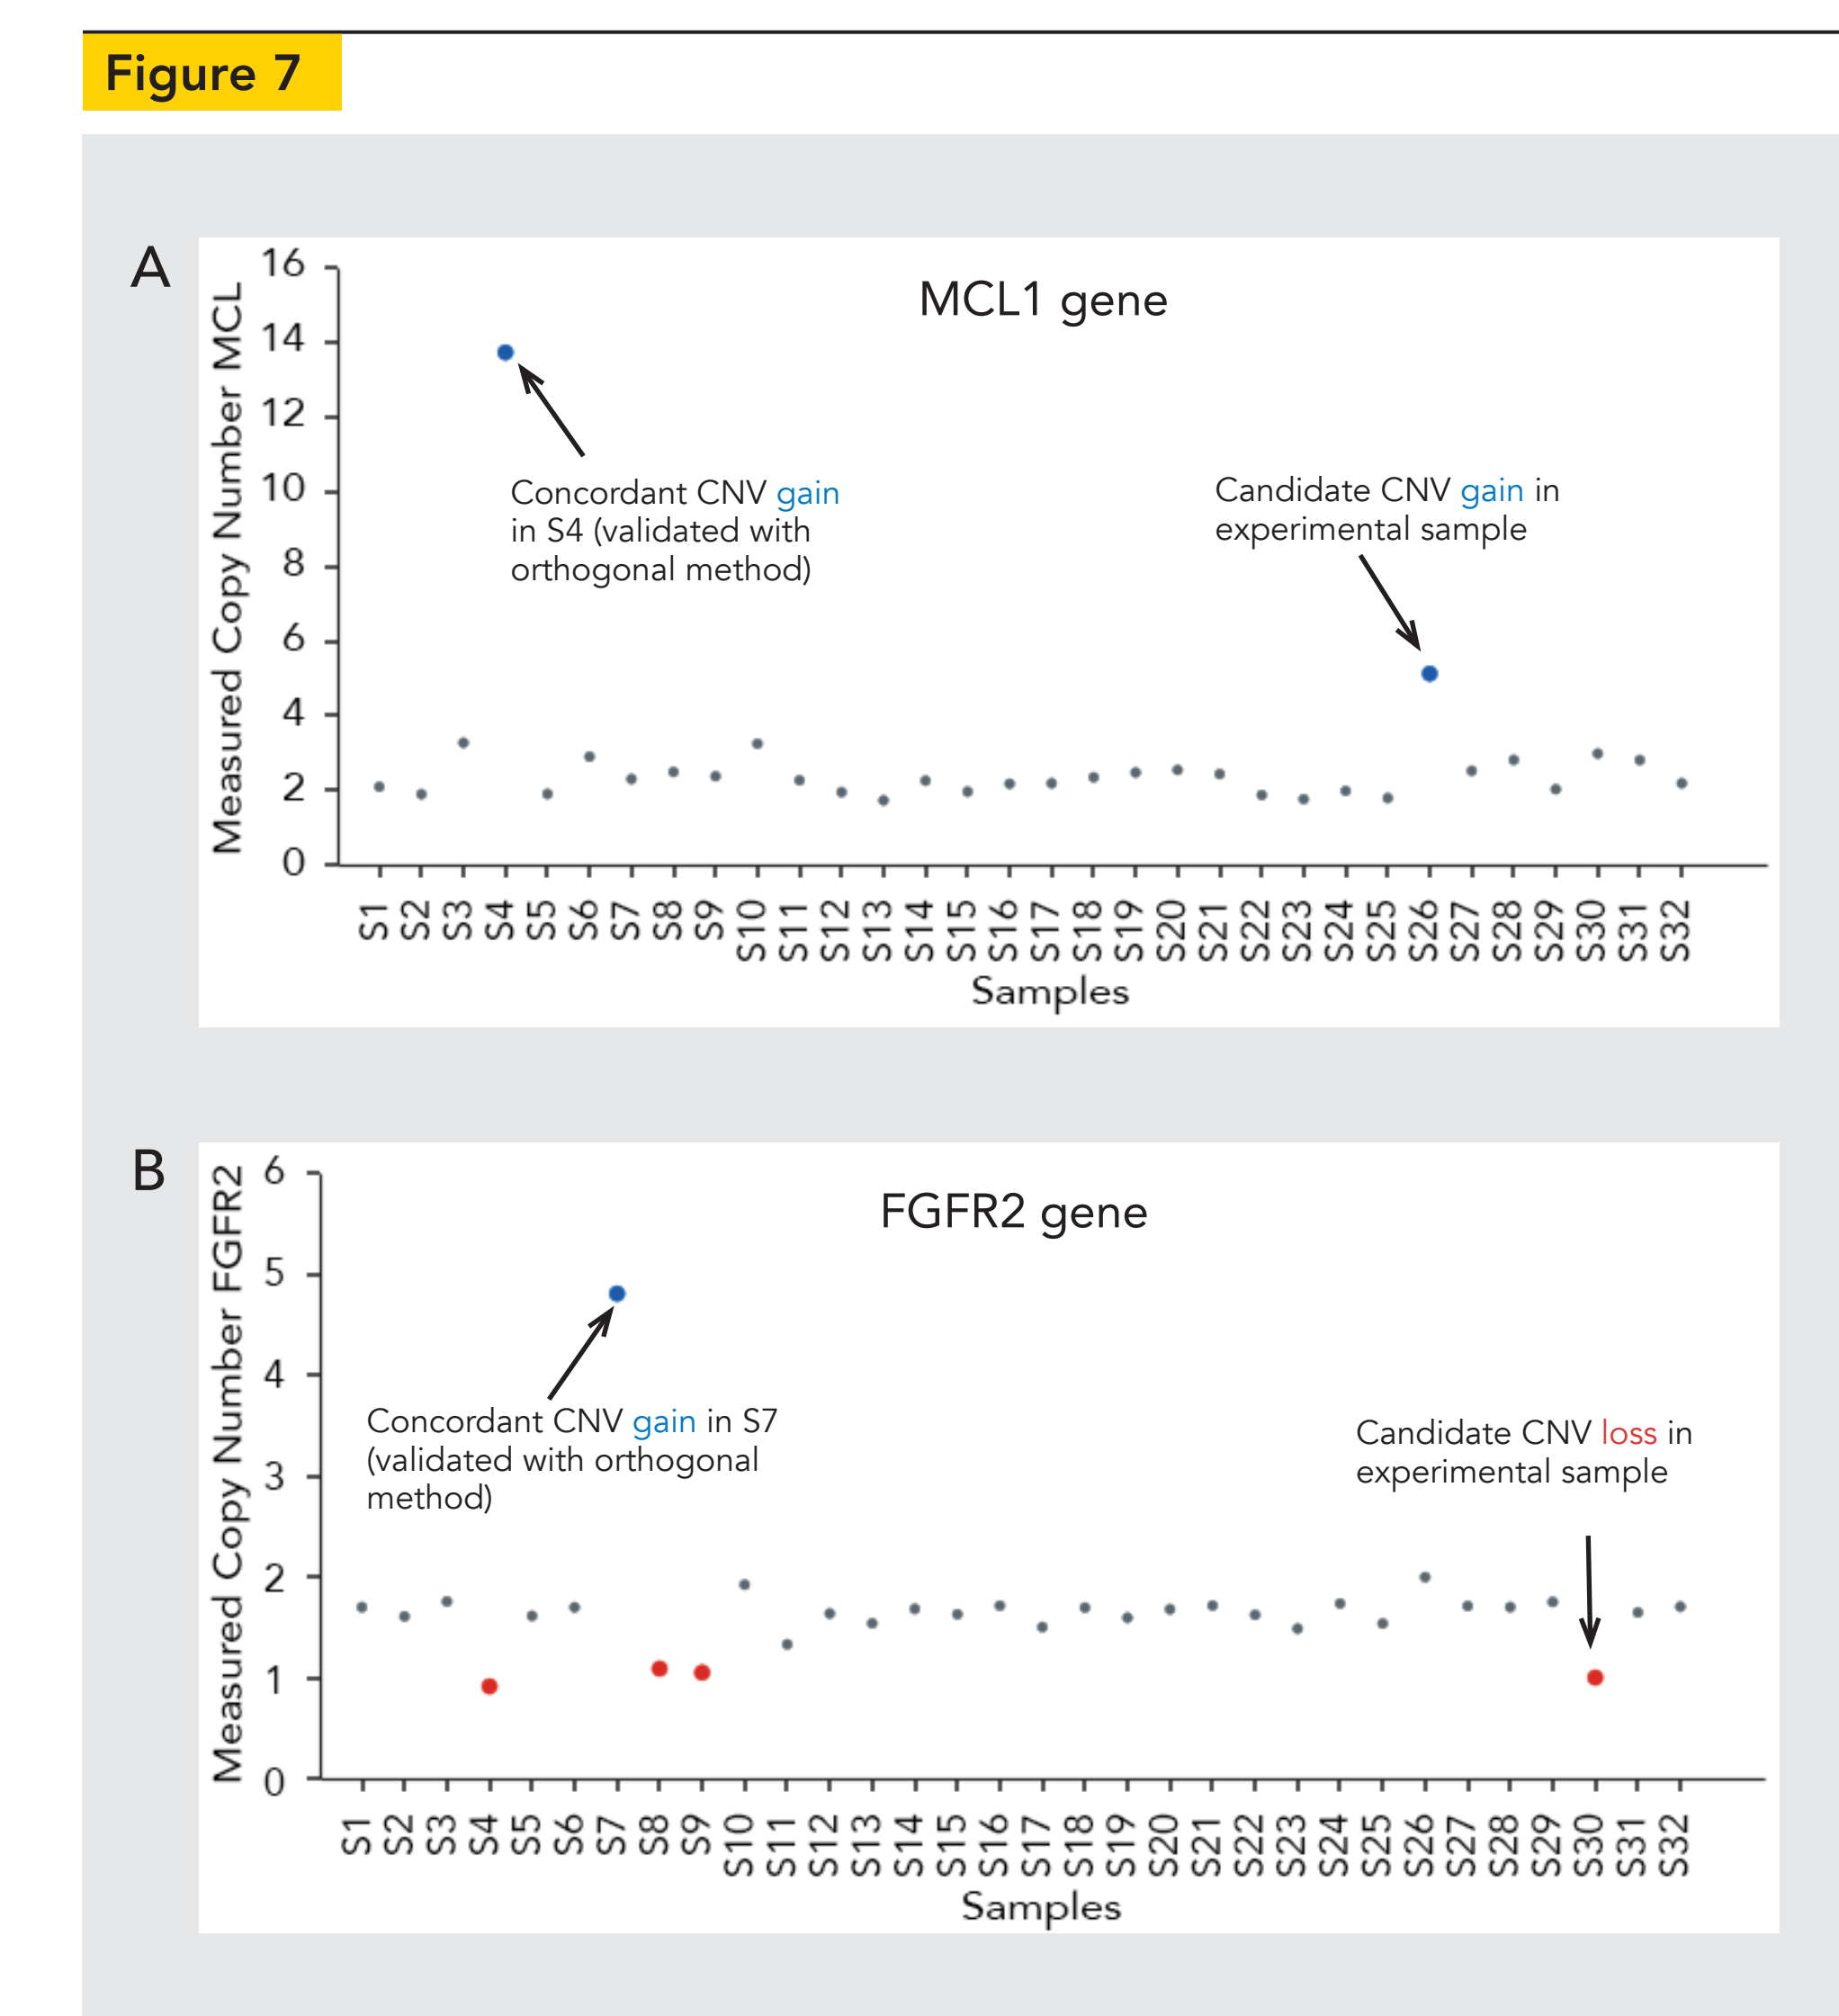 Figure 7
A
MCL1 gene
Measured Copy Number MCL
16
14
12
10
8
6
4
2
0
Concordant CNV gain
in S4 (validated with
orthogonal method)
Candidate CNV gain in
experimental sample
S1 S2 S3 S4 S5 S6 S7 S8 S9 S10 S11 S12 S13 S14 S15 S16 S17 S18 S19 S20 S21 S22 S23 S24 S25 S26 S27 S28 S29 S30 S31 S32
Samples
B
FGFR2 gene
Measured Copy Number FGFR2
6
5
4
3
2
1
0
Concordant CNV gain in S7
(validated with orthogonal
method)
Candidate CNV loss in
experimental sample
S1 S2 S3 S4 S5 S6 S7 S8 S9 S10 S11 S12 S13 S14 S15 S16 S17 S18 S19 S20 S21 S22 S23 S24 S25 S26 S27 S28 S29 S30 S31 S32
Samples